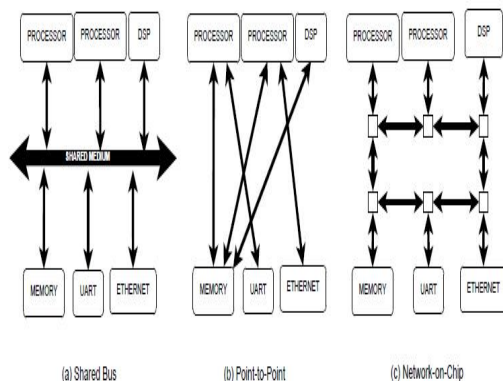 PROCESSOR PROCESSOR DSP
SHARED MEDIUM
MEMORY UART ETHERNET
(a) Shared Bus
PROCESSOR PROCESSOR DSP
MEMORY UART ETHERNET
(b) Point-to-Point
PROCESSOR PROCESSOR DSP
MEMORY UART ETHERNET
(c) Network-on-Chip